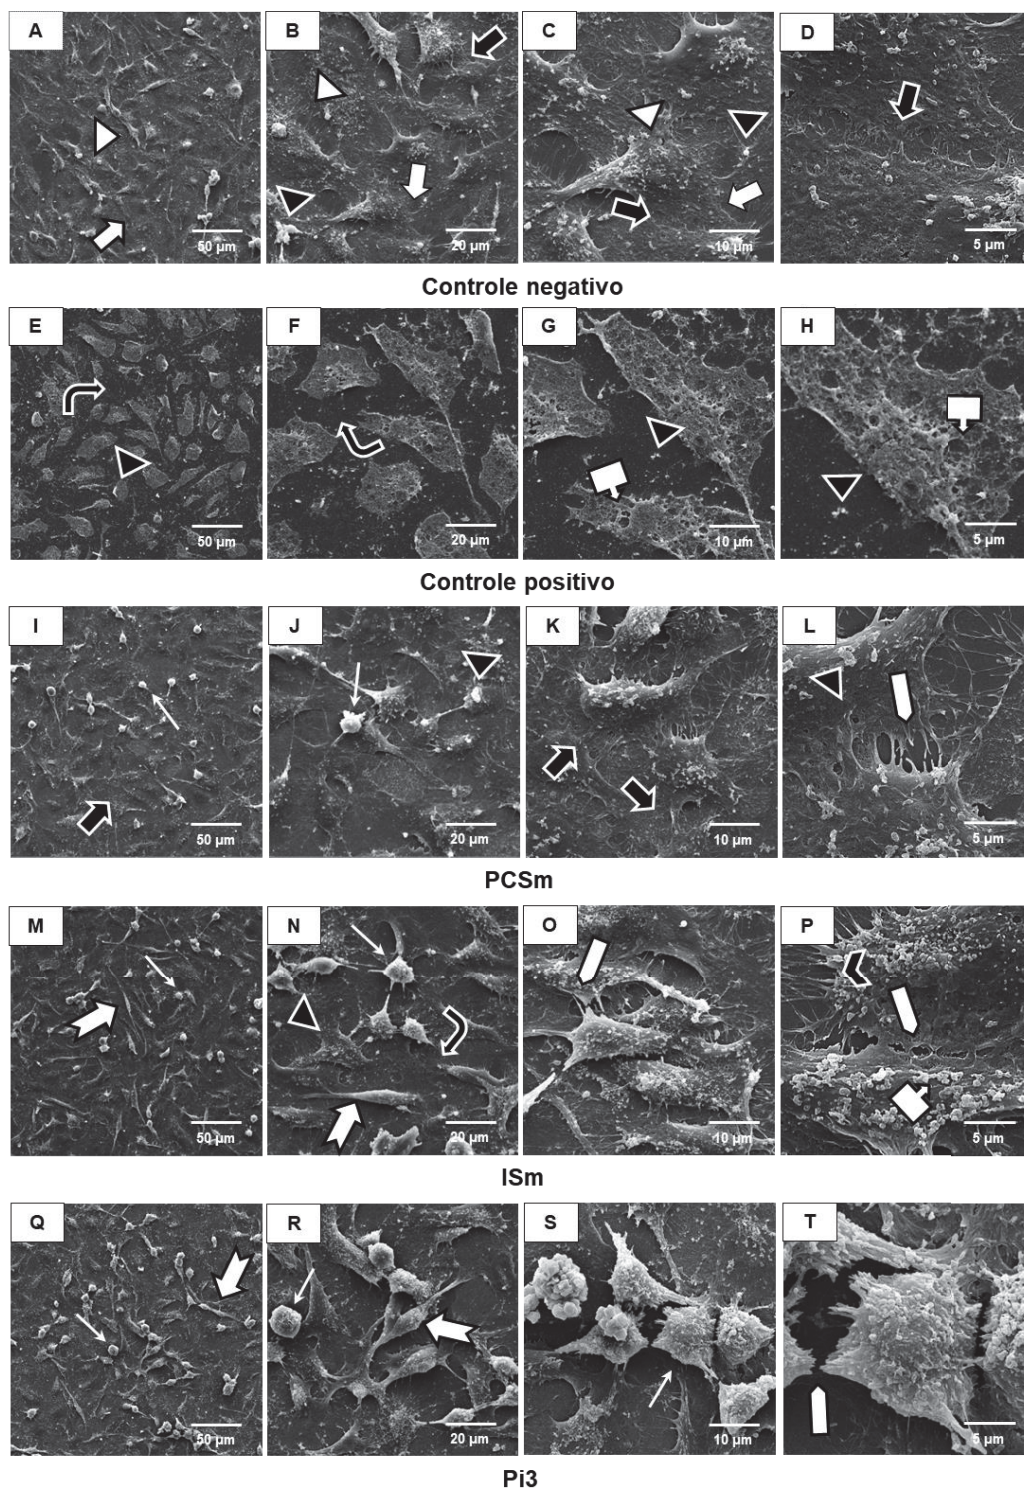 A B C D
50 µm 20 µm 10 µm 5 µm
Controle negativo
E F G H
50 µm 20 µm 10 µm 5 µm
Controle positivo
I J K L
50 µm 20 µm 10 µm 5 µm
PCSm
M N O P
50 µm 20 µm 10 µm 5 µm
ISm
Q R S T
50 µm 20 µm 10 µm 5 µm
Pi3